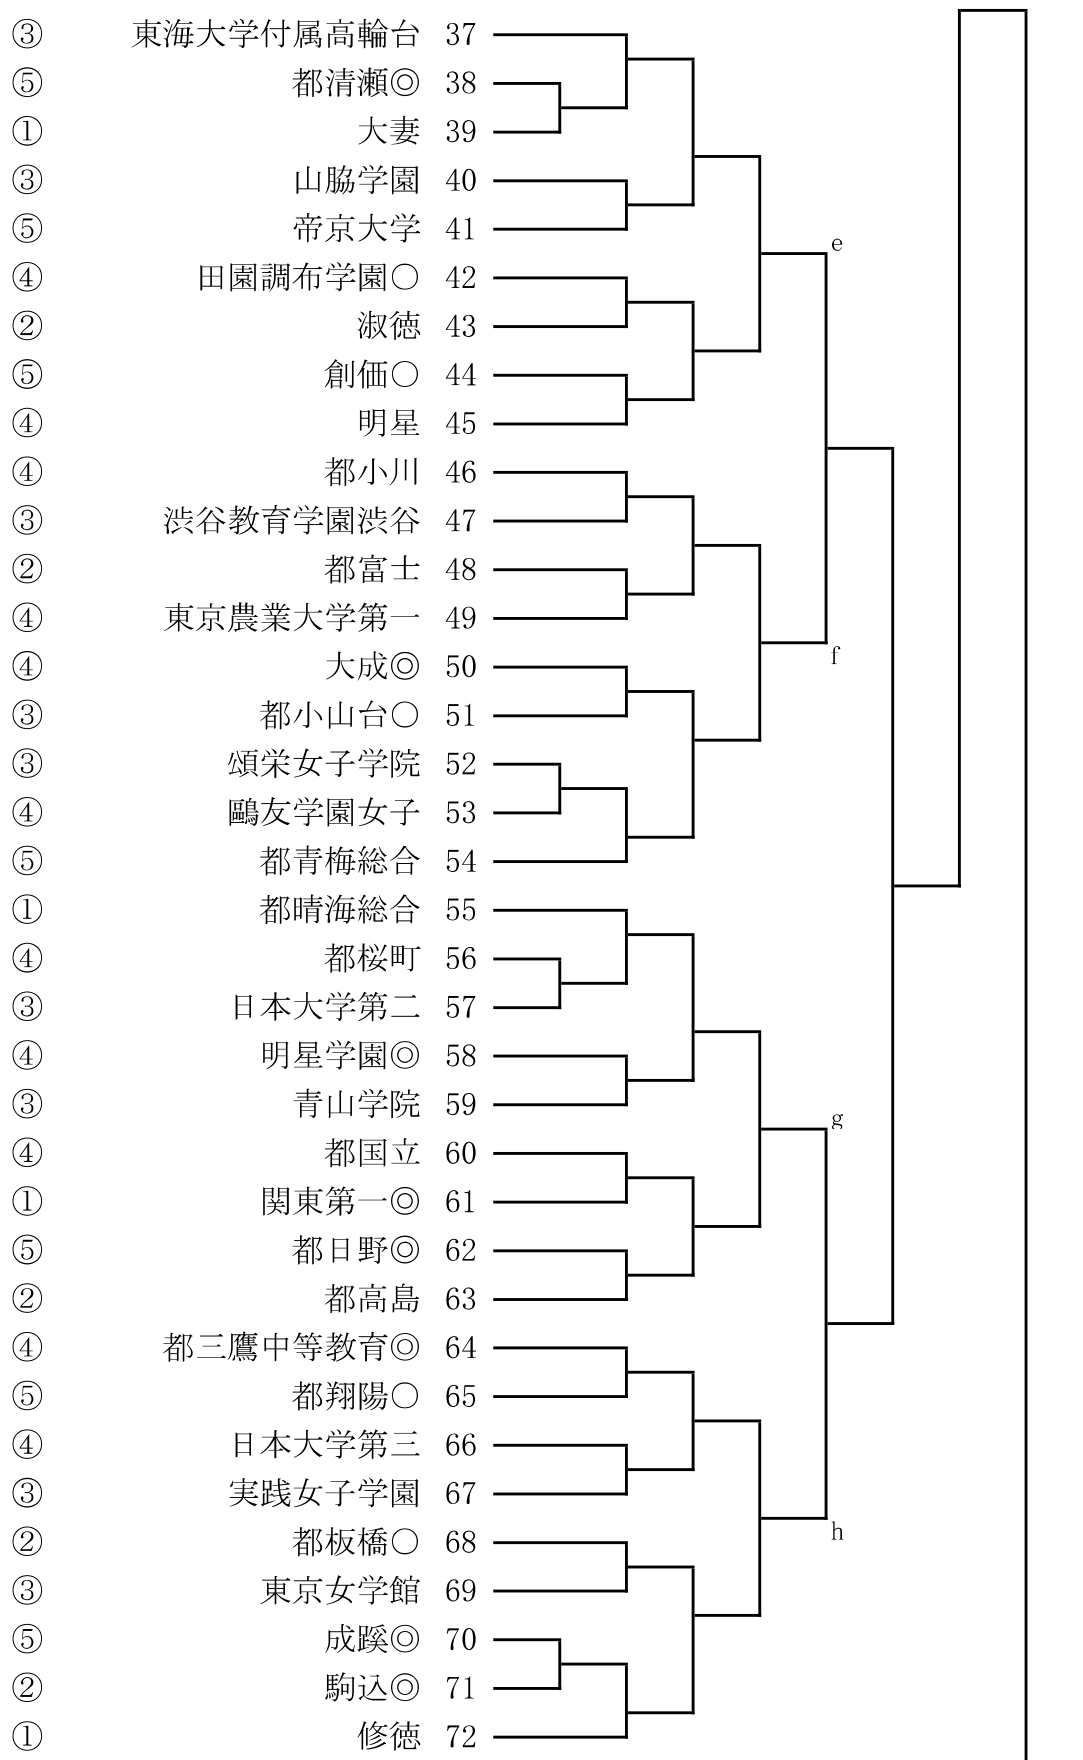 ③ 東海大学付属高輪台 37
⑤ 都清瀬◎ 38
① 大妻 39
③ 山脇学園 40
⑤ 帝京大学 41
e
④ 田園調布学園○ 42
② 淑徳 43
⑤ 創価○ 44
④ 明星 45
④ 都小川 46
③ 渋谷教育学園渋谷 47
② 都富士 48
④ 東京農業大学第一 49
f
④ 大成◎ 50
③ 都小山台○ 51
③ 頌栄女子学院 52
④ 鷗友学園女子 53
⑤ 都青梅総合 54
① 都晴海総合 55
④ 都桜町 56
③ 日本大学第二 57
④ 明星学園◎ 58
③ 青山学院 59
g
④ 都国立 60
① 関東第一◎ 61
⑤ 都日野◎ 62
② 都高島 63
④ 都三鷹中等教育◎ 64
⑤ 都翔陽○ 65
④ 日本大学第三 66
③ 実践女子学園 67
h
② 都板橋○ 68
③ 東京女学館 69
⑤ 成蹊◎ 70
② 駒込◎ 71
① 修徳 72